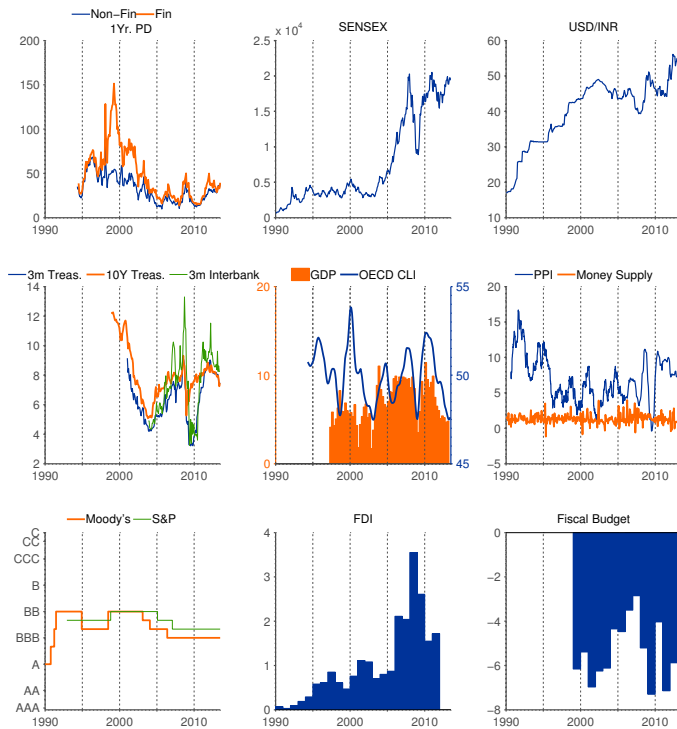 Non-Fin Fin
1Yr. PD
200
150
100
50
0
1990 2000 2010
x 10⁴
SENSEX
2.5
2.0
1.5
1.0
0.5
0.0
1990 2000 2010
USD/INR
60
50
40
30
20
10
1990 2000 2010
3m Treas. 10Y Treas. 3m Interbank
14
12
10
8
6
4
2
1990 2000 2010
GDP OECD CLI
20 55
10 50
0 45
1990 2000 2010
PPI Money Supply
20
15
10
5
0
−5
1990 2000 2010
Moody's S&P
C
CC
CCC
B
BB
BBB
A
AA
AAA
1990 2000 2010
FDI
4
3
2
1
0
1990 2000 2010
Fiscal Budget
0
−2
−4
−6
−8
1990 2000 2010